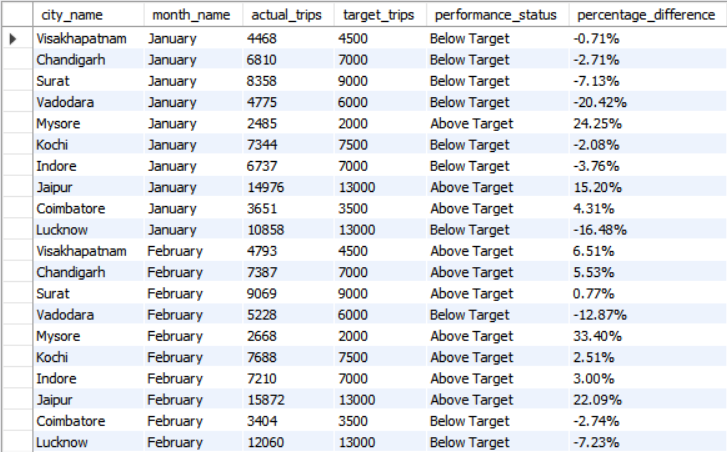 city_name month_name actual_trips target_trips performance_status percentage_difference
Visakhapatnam January 4468 4500 Below Target -0.71%
Chandigarh January 6810 7000 Below Target -2.71%
Surat January 8358 9000 Below Target -7.13%
Vadodara January 4775 6000 Below Target -20.42%
Mysore January 2485 2000 Above Target 24.25%
Kochi January 7344 7500 Below Target -2.08%
Indore January 6737 7000 Below Target -3.76%
Jaipur January 14976 13000 Above Target 15.20%
Coimbatore January 3651 3500 Above Target 4.31%
Lucknow January 10858 13000 Below Target -16.48%
Visakhapatnam February 4793 4500 Above Target 6.51%
Chandigarh February 7387 7000 Above Target 5.53%
Surat February 9069 9000 Above Target 0.77%
Vadodara February 5228 6000 Below Target -12.87%
Mysore February 2668 2000 Above Target 33.40%
Kochi February 7688 7500 Above Target 2.51%
Indore February 7210 7000 Above Target 3.00%
Jaipur February 15872 13000 Above Target 22.09%
Coimbatore February 3404 3500 Below Target -2.74%
Lucknow February 12060 13000 Below Target -7.23%